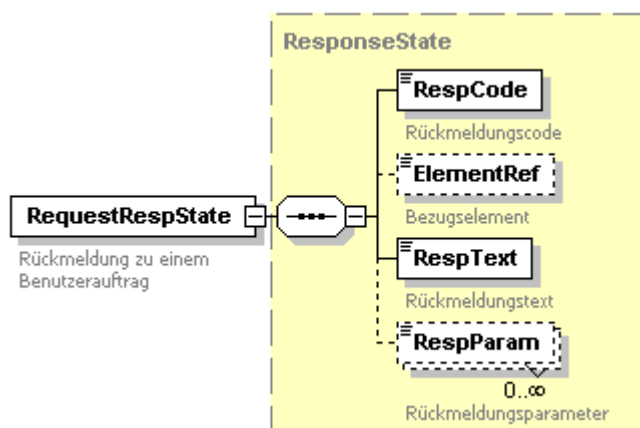 ResponseState
RespCode
Rückmeldungscode
ElementRef
Bezugselement
RequestRespState
Rückmeldung zu einem
Benutzerauftrag
RespText
Rückmeldungstext
RespParam
0..∞
Rückmeldungsparameter